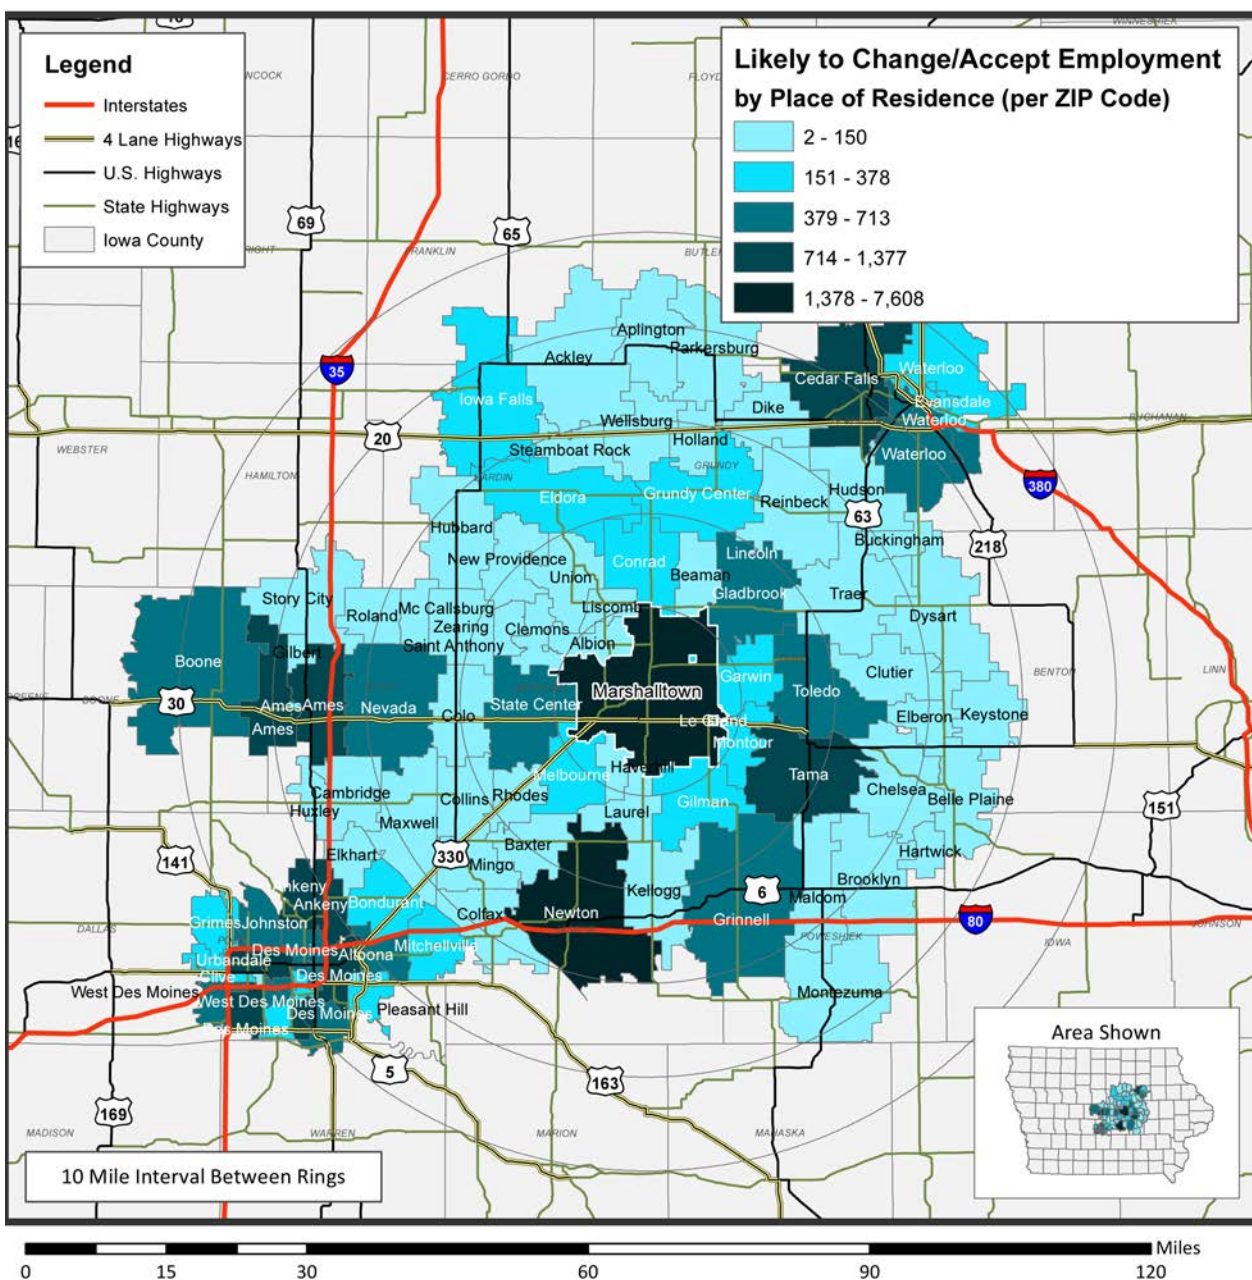 Legend
Interstates
4 Lane Highways
U.S. Highways
State Highways
Iowa County
Likely to Change/Accept Employment
by Place of Residence (per ZIP Code)
2 - 150
151 - 378
379 - 713
714 - 1,377
1,378 - 7,608
CERRO GORDO
69
65
FRANKLIN
35
Aplington
Parkersburg
Ackley
Cedar Falls
Waterloo
Iowa Falls
Dike
Evansdale
Waterloo
BUCHANAN
Wellsburg
20
Holland
Steamboat Rock
WEBSTER
HAMILTON
GRUNDY
Waterloo
Eldora
Grundy Center
Reinbeck
Hudson
380
63
Hubbard
218
Buckingham
New Providence
Conrad
Lincoln
Union
Beaman
Gladbrook
Story City
Roland
Mc Callsburg
Liscomb
Traer
Zearing
Clemons
Dysart
Saint Anthony
Albion
Gilbert
Boone
Clutier
BENTON
LINN
Garwin
Marshalltown
Toledo
30
BOONE
Ames
Ames
Nevada
State Center
Colo
Le Grand
Elberon
Keystone
Ames
Montour
Haverhill
Melbourne
Tama
Chelsea
Belle Plaine
Cambridge
Collins
Rhodes
Gilman
Huxley
Laurel
151
Maxwell
141
Elkhart
330
Baxter
Hartwick
Mingo
Brooklyn
Ankeny
Kellogg
6
Malcom
Ankeny
Bondurant
Colfax
Newton
Grinnell
80
Grimes
Johnston
DALLAS
POWESHIEK
IOWA
JOHNSON
Des Moines
Altoona
Mitchellville
Urbandale
Clive
Des Moines
West Des Moines
West Des Moines
Des Moines
Pleasant Hill
Montezuma
Des Moines
5
163
169
MADISON
WARREN
MARION
MAHASKA
Area Shown
10 Mile Interval Between Rings
Miles
0 15 30 60 90 120